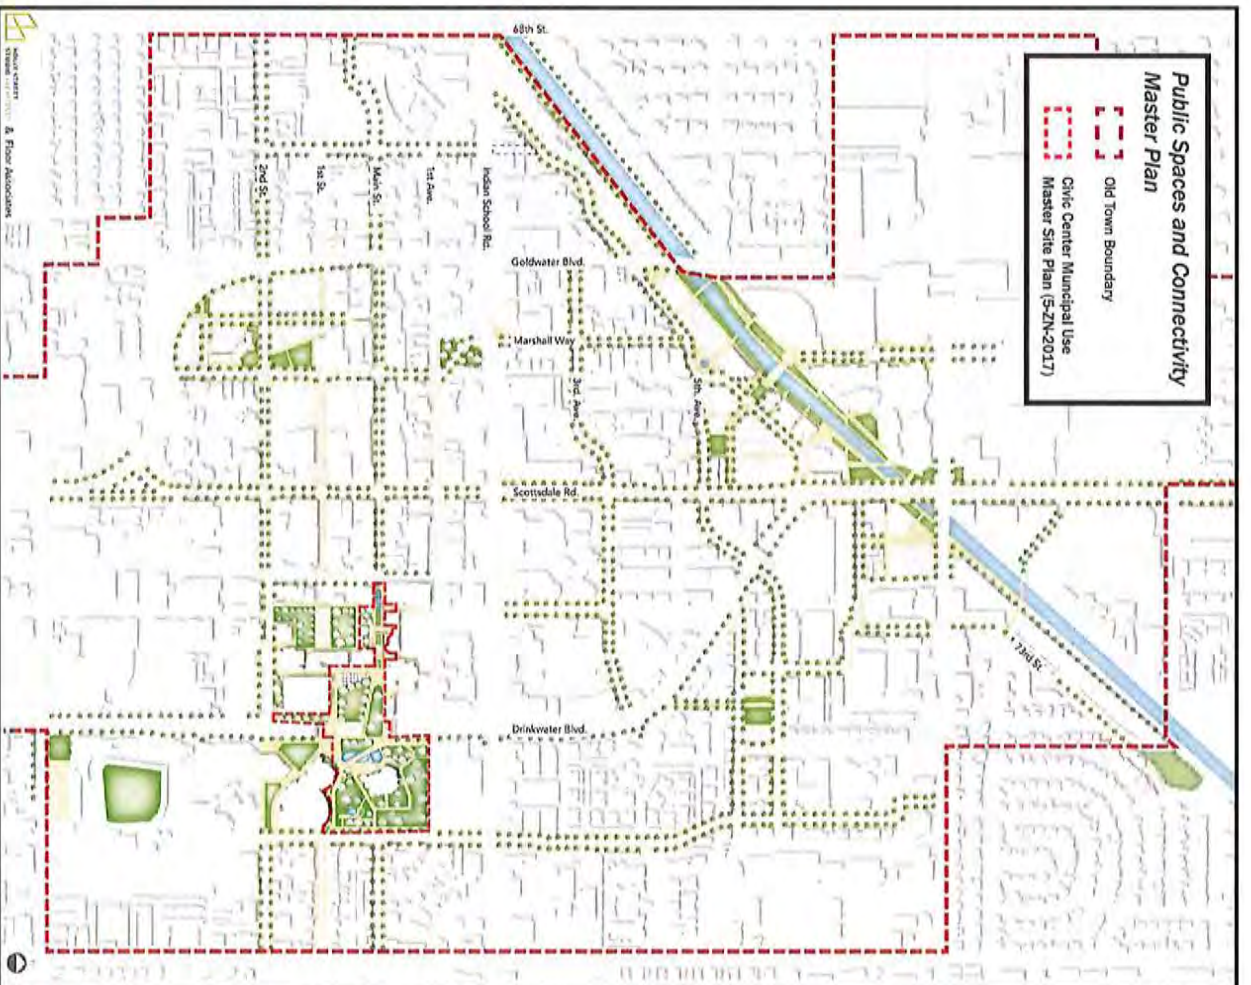 Public Spaces and Connectivity
Master Plan
Old Town Boundary
Civic Center Muncipal Use
Master Site Plan (5-ZN-2017)
68th St.
2nd St.
1st St.
Main St.
1st Ave.
Indian School Rd.
Goldwater Blvd.
Marshall Way
3rd. Ave.
5th. Ave.
Scottsdale Rd.
73rd St.
Drinkwater Blvd.
& Floor Associates